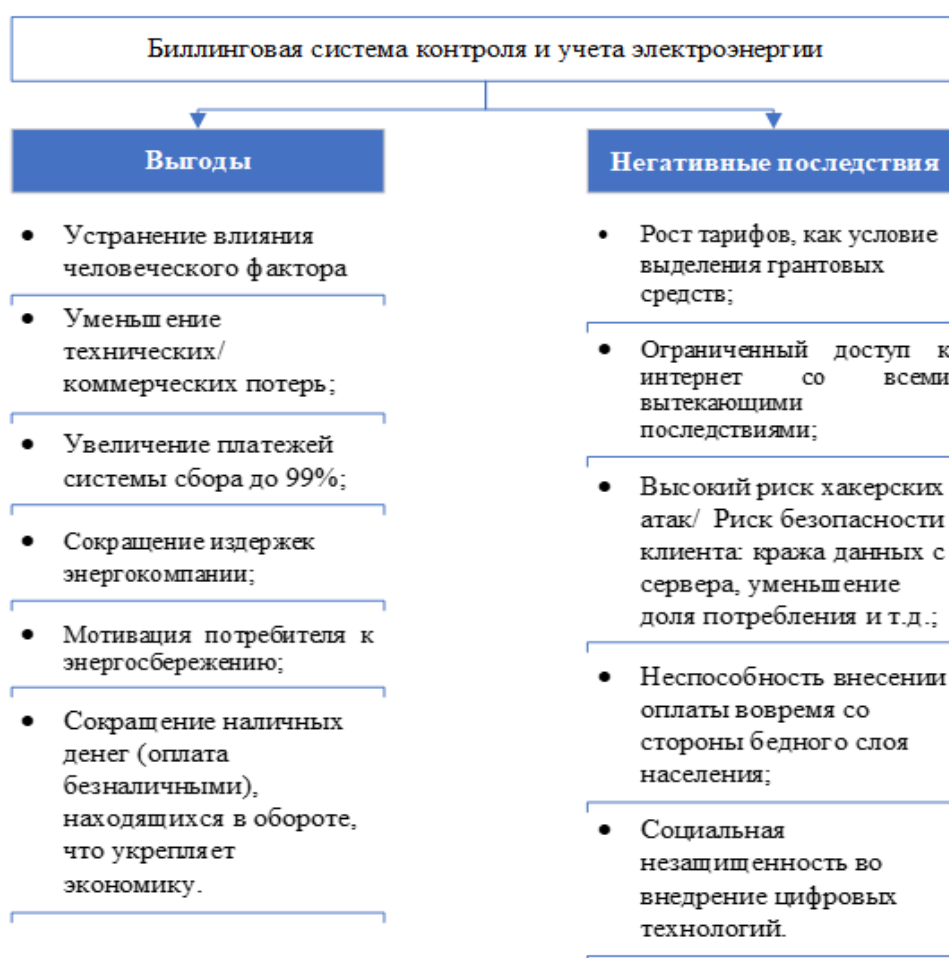 Биллинговая система контроля и учета электроэнергии
Выгоды
• Устранение влияния
человеческого фактора
• Уменьшение
технических/
коммерческих потерь;
• Увеличение платежей
системы сбора до 99%;
• Сокращение издержек
энергокомпании;
• Мотивация потребителя к
энергосбережению;
• Сокращение наличных
денег (оплата
безналичными),
находящихся в обороте,
что укрепляет
экономику.
Негативные последствия
• Рост тарифов, как условие
выделения грантовых
средств;
• Ограниченный доступ к
интернет со всеми
вытекающими
последствиями;
• Высокий риск хакерских
атак/ Риск безопасности
клиента: кража данных с
сервера, уменьшение
доля потребления и т.д.;
• Неспособность внесении
оплаты вовремя со
стороны бедного слоя
населения;
• Социальная
незащищенность во
внедрение цифровых
технологий.